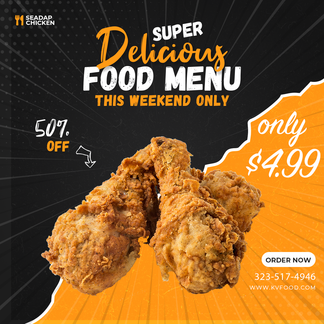 SEADAP
CHICKEN
SUPER
Delicious
FOOD MENU
THIS WEEKEND ONLY
50%
OFF
only
$4.99
ORDER NOW
323-517-4946
WWW.KVFOOD.COM